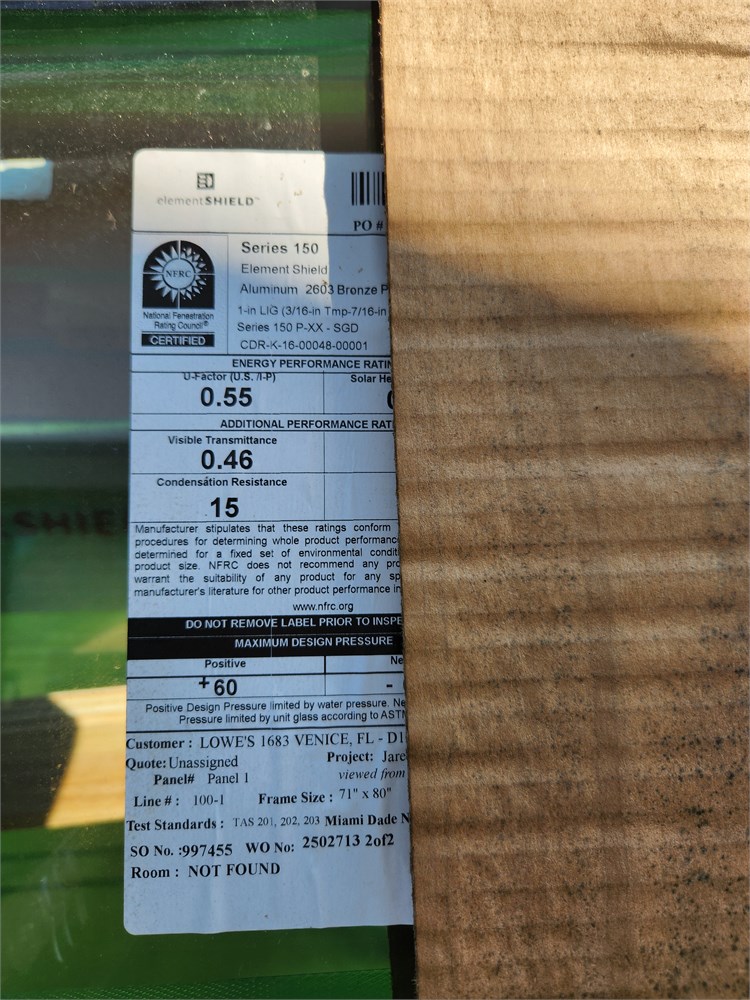 elementSHIELD™
PO #
NFRC
National Fenestration
Rating Council®
CERTIFIED
Series 150
Element Shield
Aluminum 2603 Bronze P
1-in LIG (3/16-in Tmp-7/16-in
Series 150 P-XX - SGD
CDR-K-16-00048-00001
ENERGY PERFORMANCE RATIN
U-Factor (U.S. /I-P)
Solar He
0.55
ADDITIONAL PERFORMANCE RAT
Visible Transmittance
0.46
Condensation Resistance
15
Manufacturer stipulates that these ratings conform
procedures for determining whole product performanc
determined for a fixed set of environmental condit
product size. NFRC does not recommend any pro
warrant the suitability of any product for any sp
manufacturer's literature for other product performance in
www.nfrc.org
DO NOT REMOVE LABEL PRIOR TO INSPE
MAXIMUM DESIGN PRESSURE
Positive
Ne
+60
-
Positive Design Pressure limited by water pressure. Ne
Pressure limited by unit glass according to ASTM
Customer : LOWE'S 1683 VENICE, FL - D1
Quote: Unassigned
Project: Jare
Panel# Panel 1
viewed from
Line # : 100-1
Frame Size : 71" x 80"
Test Standards : TAS 201, 202, 203 Miami Dade N
SO No. :997455 WO No: 2502713 2of2
Room : NOT FOUND
SHIE